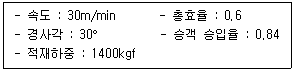 - 속도 : 30m/min - 총효율 : 0.6
- 경사각 : 30° - 승객 승입율 : 0.84
- 적재하중 : 1400kgf